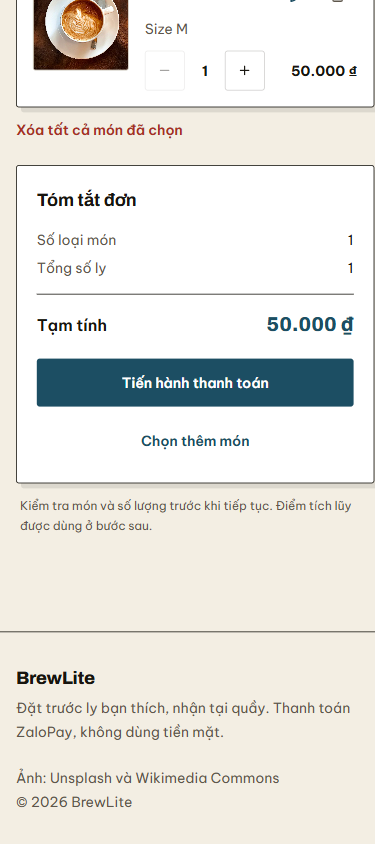 Size M
− 1 + 50.000 ₫
Xóa tất cả món đã chọn
Tóm tắt đơn
Số loại món 1
Tổng số ly 1
Tạm tính 50.000 ₫
Tiến hành thanh toán
Chọn thêm món
Kiểm tra món và số lượng trước khi tiếp tục. Điểm tích lũy
được dùng ở bước sau.
BrewLite
Đặt trước ly bạn thích, nhận tại quầy. Thanh toán
ZaloPay, không dùng tiền mặt.
Ảnh: Unsplash và Wikimedia Commons
© 2026 BrewLite